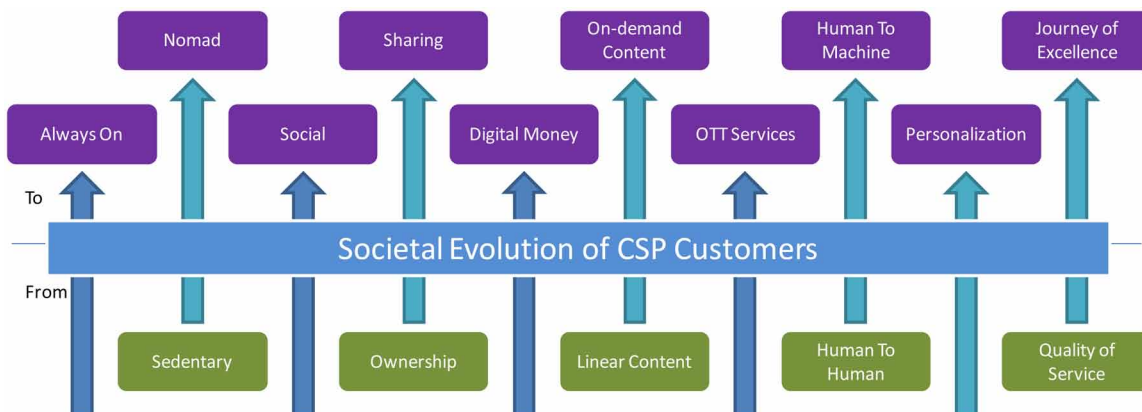 Nomad
Sharing
On-demand
Content
Human To
Machine
Journey of
Excellence
Always On
Social
Digital Money
OTT Services
Personalization
To
Societal Evolution of CSP Customers
From
Sedentary
Ownership
Linear Content
Human To
Human
Quality of
Service